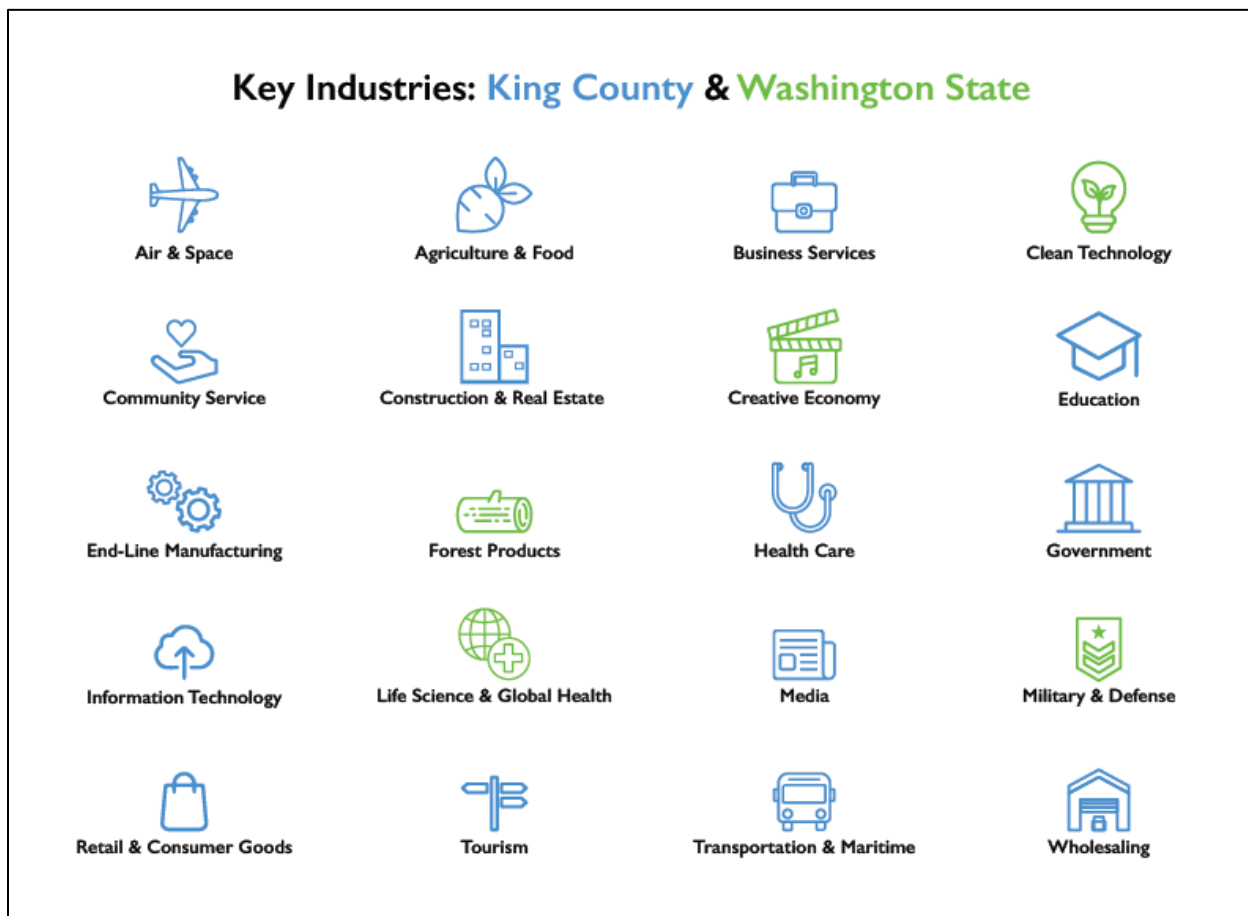 Key Industries: King County & Washington State
Air & Space
Agriculture & Food
Business Services
Clean Technology
Community Service
Construction & Real Estate
Creative Economy
Education
End-Line Manufacturing
Forest Products
Health Care
Government
Information Technology
Life Science & Global Health
Media
Military & Defense
Retail & Consumer Goods
Tourism
Transportation & Maritime
Wholesaling